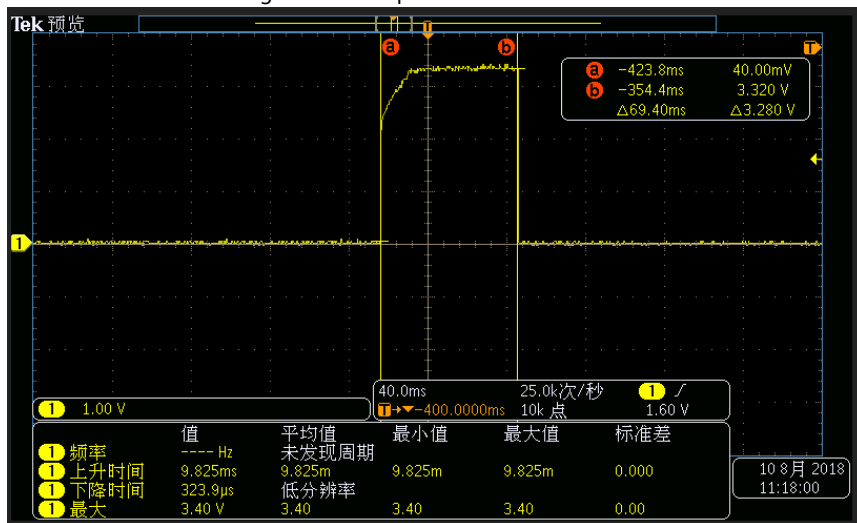 Tek 预览
T
a b T
a -423.8ms 40.00mV
b -354.4ms 3.320 V
△69.40ms △3.280 V
1
40.0ms 25.0k次/秒 1 /
1 1.00 V
T→▼-400.0000ms 10k 点 1.60 V
值 平均值 最小值 最大值 标准差
1 频率 ---- Hz 未发现周期
1 上升时间 9.825ms 9.825m 9.825m 9.825m 0.000
1 下降时间 323.9µs 低分辨率
1 最大 3.40 V 3.40 3.40 3.40 0.00
10 8月 2018
11:18:00